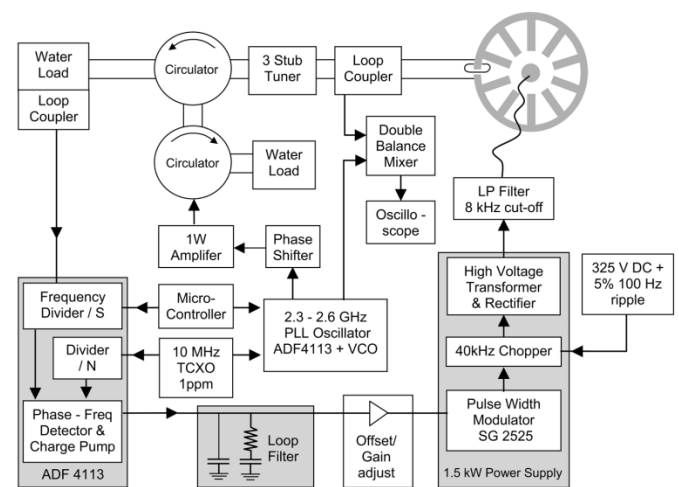 Water
Load
Loop
Coupler
Circulator
3 Stub
Tuner
Loop
Coupler
Circulator
Water
Load
Double
Balance
Mixer
Oscillo -
scope
LP Filter
8 kHz cut-off
1W
Amplifer
Phase
Shifter
Frequency
Divider / S
Micro-
Controller
2.3 - 2.6 GHz
PLL Oscillator
ADF4113 + VCO
High Voltage
Transformer
& Rectifier
325 V DC +
5% 100 Hz
ripple
Divider
/ N
10 MHz
TCXO
1ppm
40kHz Chopper
Phase - Freq
Detector
& Charge Pump
ADF 4113
Loop
Filter
Offset/
Gain
adjust
Pulse Width
Modulator
SG 2525
1.5 kW Power Supply